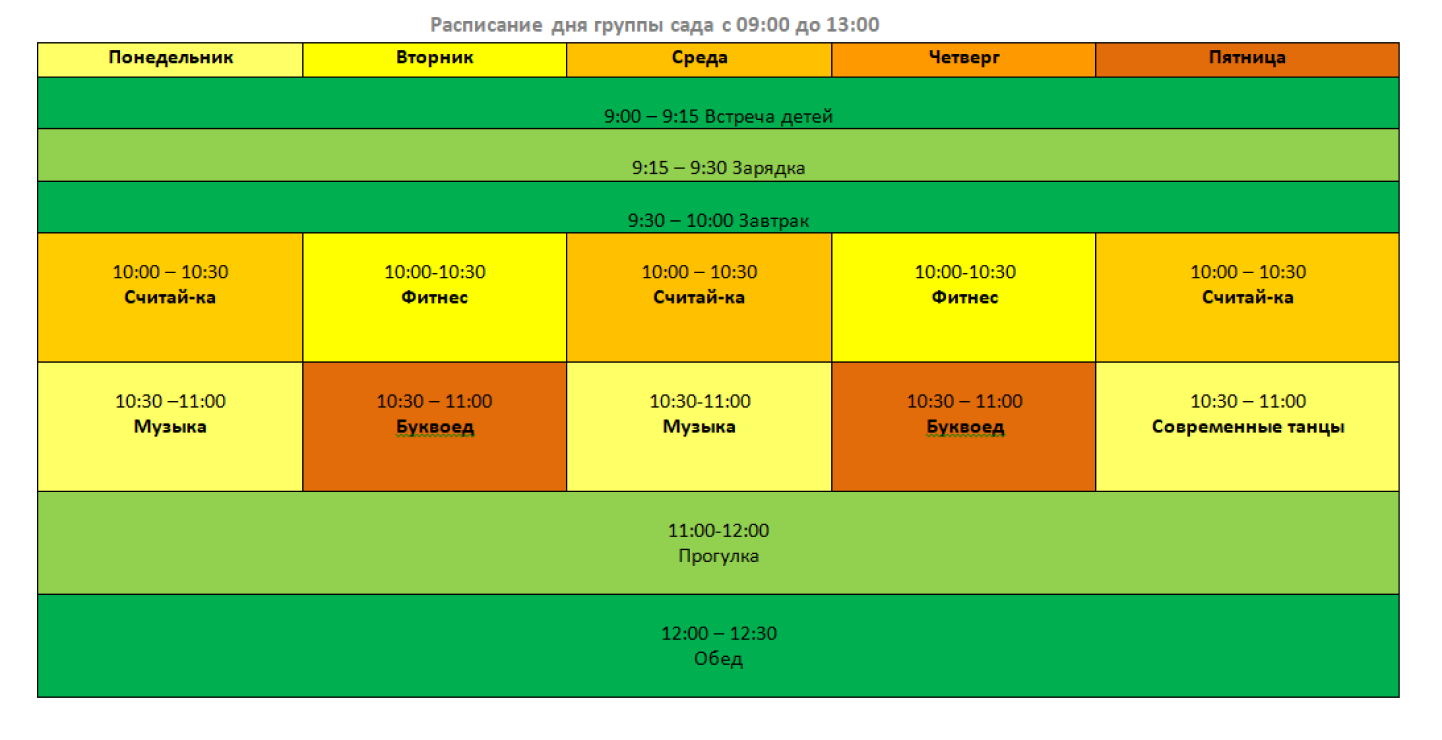 Расписание дня группы сада с 09:00 до 13:00
Понедельник Вторник Среда Четверг Пятница
9:00 – 9:15 Встреча детей
9:15 – 9:30 Зарядка
9:30 – 10:00 Завтрак
10:00 – 10:30 10:00-10:30 10:00 – 10:30 10:00-10:30 10:00 – 10:30
Считай-ка Фитнес Считай-ка Фитнес Считай-ка
10:30 –11:00 10:30 – 11:00 10:30-11:00 10:30 – 11:00 10:30 – 11:00
Музыка Буквоед Музыка Буквоед Современные танцы
11:00-12:00
Прогулка
12:00 – 12:30
Обед